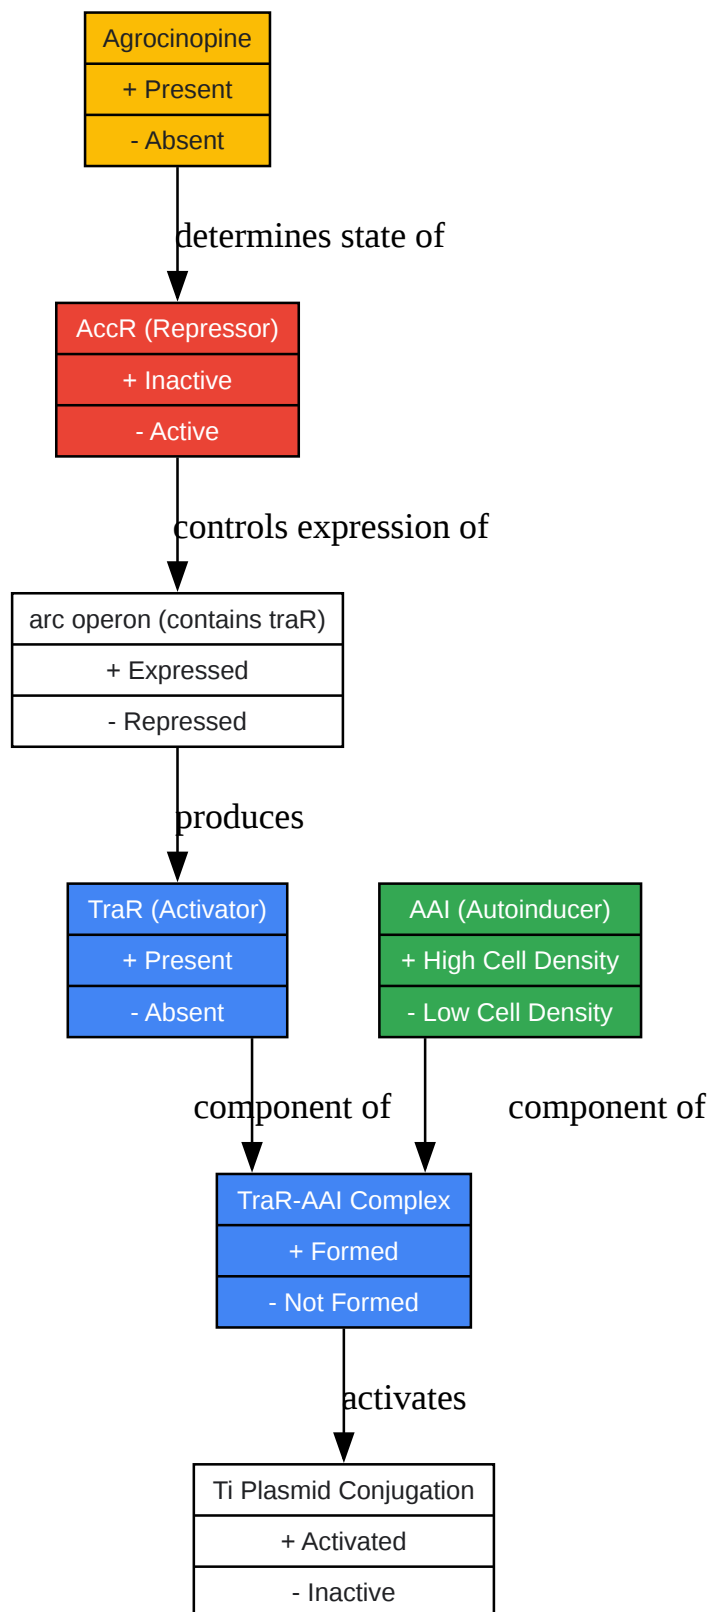 Agrocinopine
+ Present
- Absent
determines state of
AccR (Repressor)
+ Inactive
- Active
controls expression of
arc operon (contains traR)
+ Expressed
- Repressed
produces
TraR (Activator)
+ Present
- Absent
AAI (Autoinducer)
+ High Cell Density
- Low Cell Density
component of
component of
TraR-AAI Complex
+ Formed
- Not Formed
activates
Ti Plasmid Conjugation
+ Activated
- Inactive